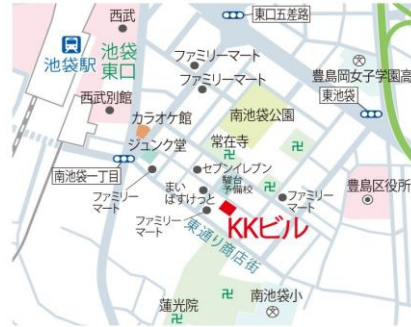 西武
東口五差路
池袋駅
池袋
東口
ファミリーマート
ファミリーマート
豊島岡女子学園高
東池袋
西武別館
カラオケ館
南池袋公園
ジュンク堂
常在寺
南池袋一丁目
セブンイレブン
駿台
予備校
ファミリー
マート
まい
ばすけっと
ファミリー
マート
豊島区役所
ファミリー
マート
KKビル
東通り商店街
蓮光院
南池袋小